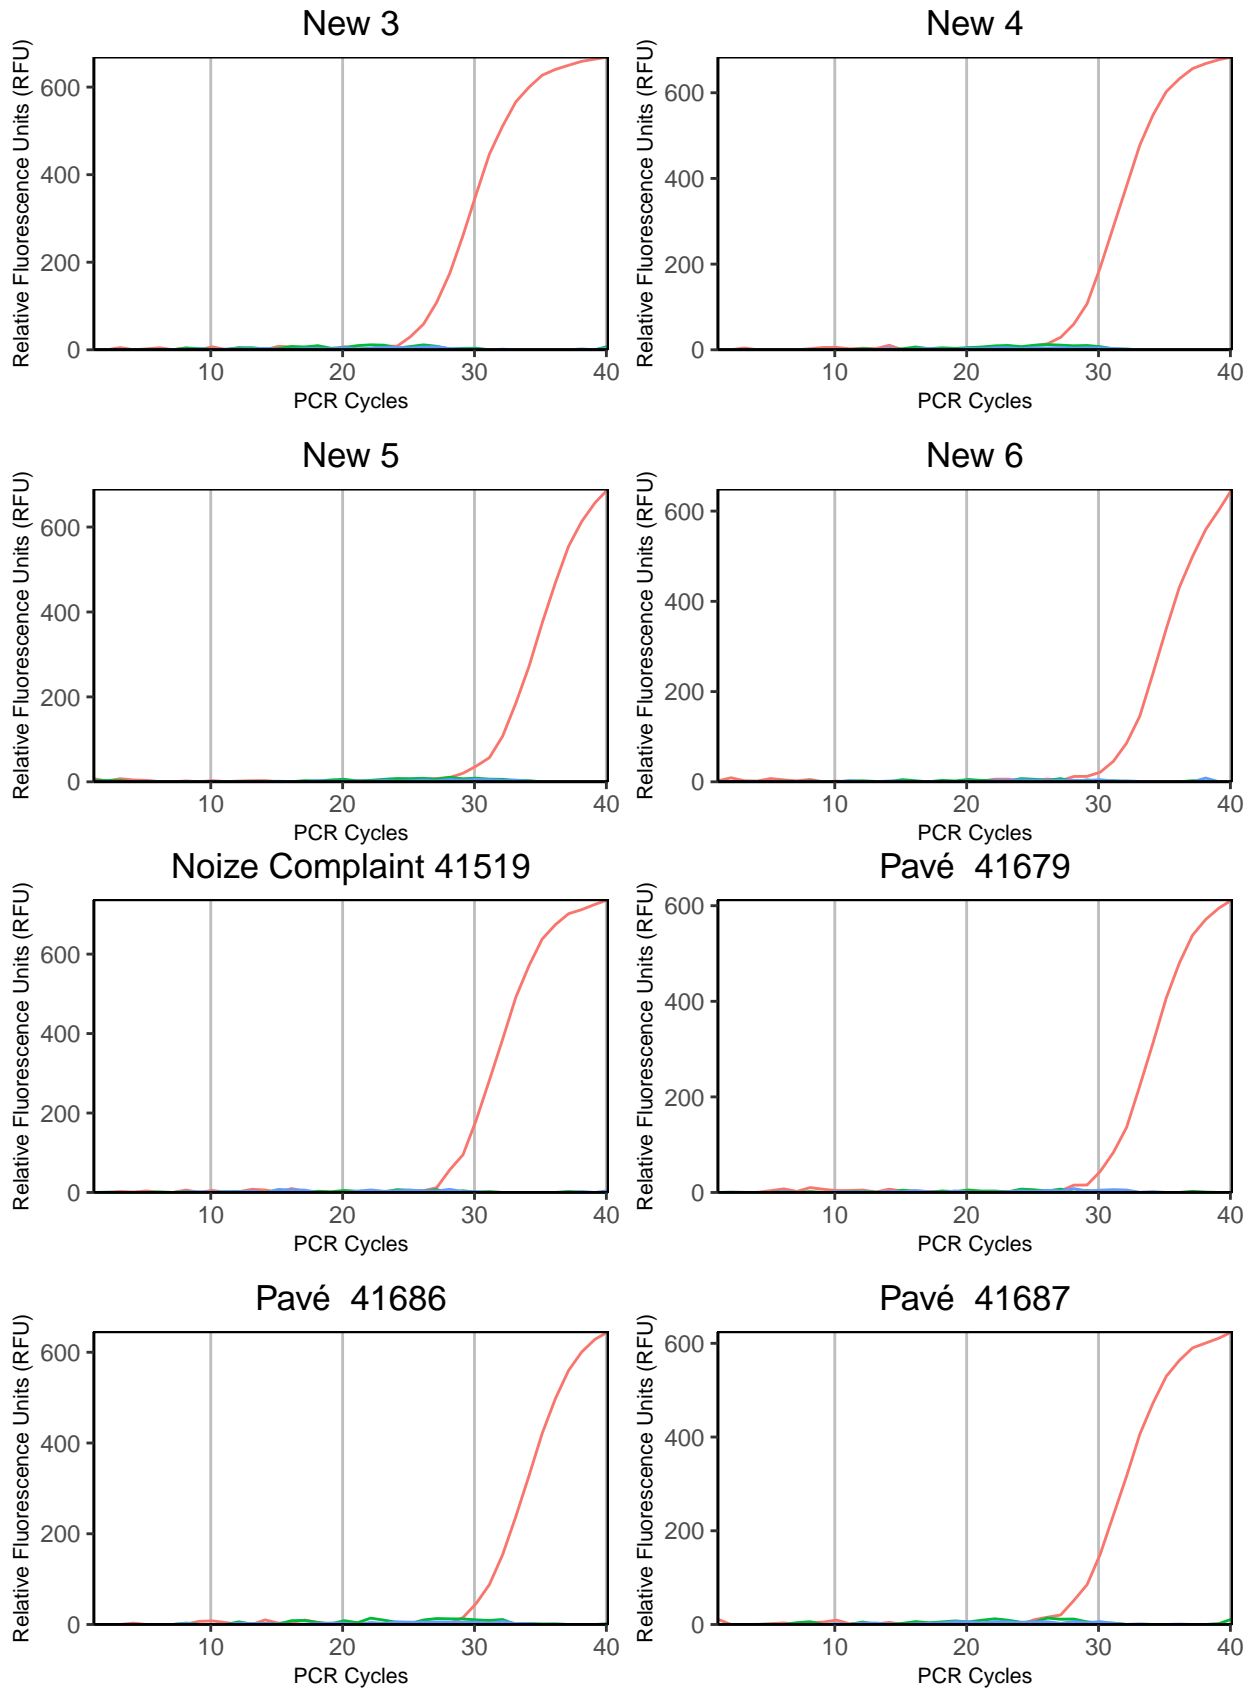 New 3
Relative Fluorescence Units (RFU)
600
400
200
0
10 20 30 40
PCR Cycles
New 4
Relative Fluorescence Units (RFU)
600
400
200
0
10 20 30 40
PCR Cycles
New 5
Relative Fluorescence Units (RFU)
600
400
200
0
10 20 30 40
PCR Cycles
New 6
Relative Fluorescence Units (RFU)
600
400
200
0
10 20 30 40
PCR Cycles
Noize Complaint 41519
Relative Fluorescence Units (RFU)
600
400
200
0
10 20 30 40
PCR Cycles
Pavé 41679
Relative Fluorescence Units (RFU)
600
400
200
0
10 20 30 40
PCR Cycles
Pavé 41686
Relative Fluorescence Units (RFU)
600
400
200
0
10 20 30 40
PCR Cycles
Pavé 41687
Relative Fluorescence Units (RFU)
600
400
200
0
10 20 30 40
PCR Cycles